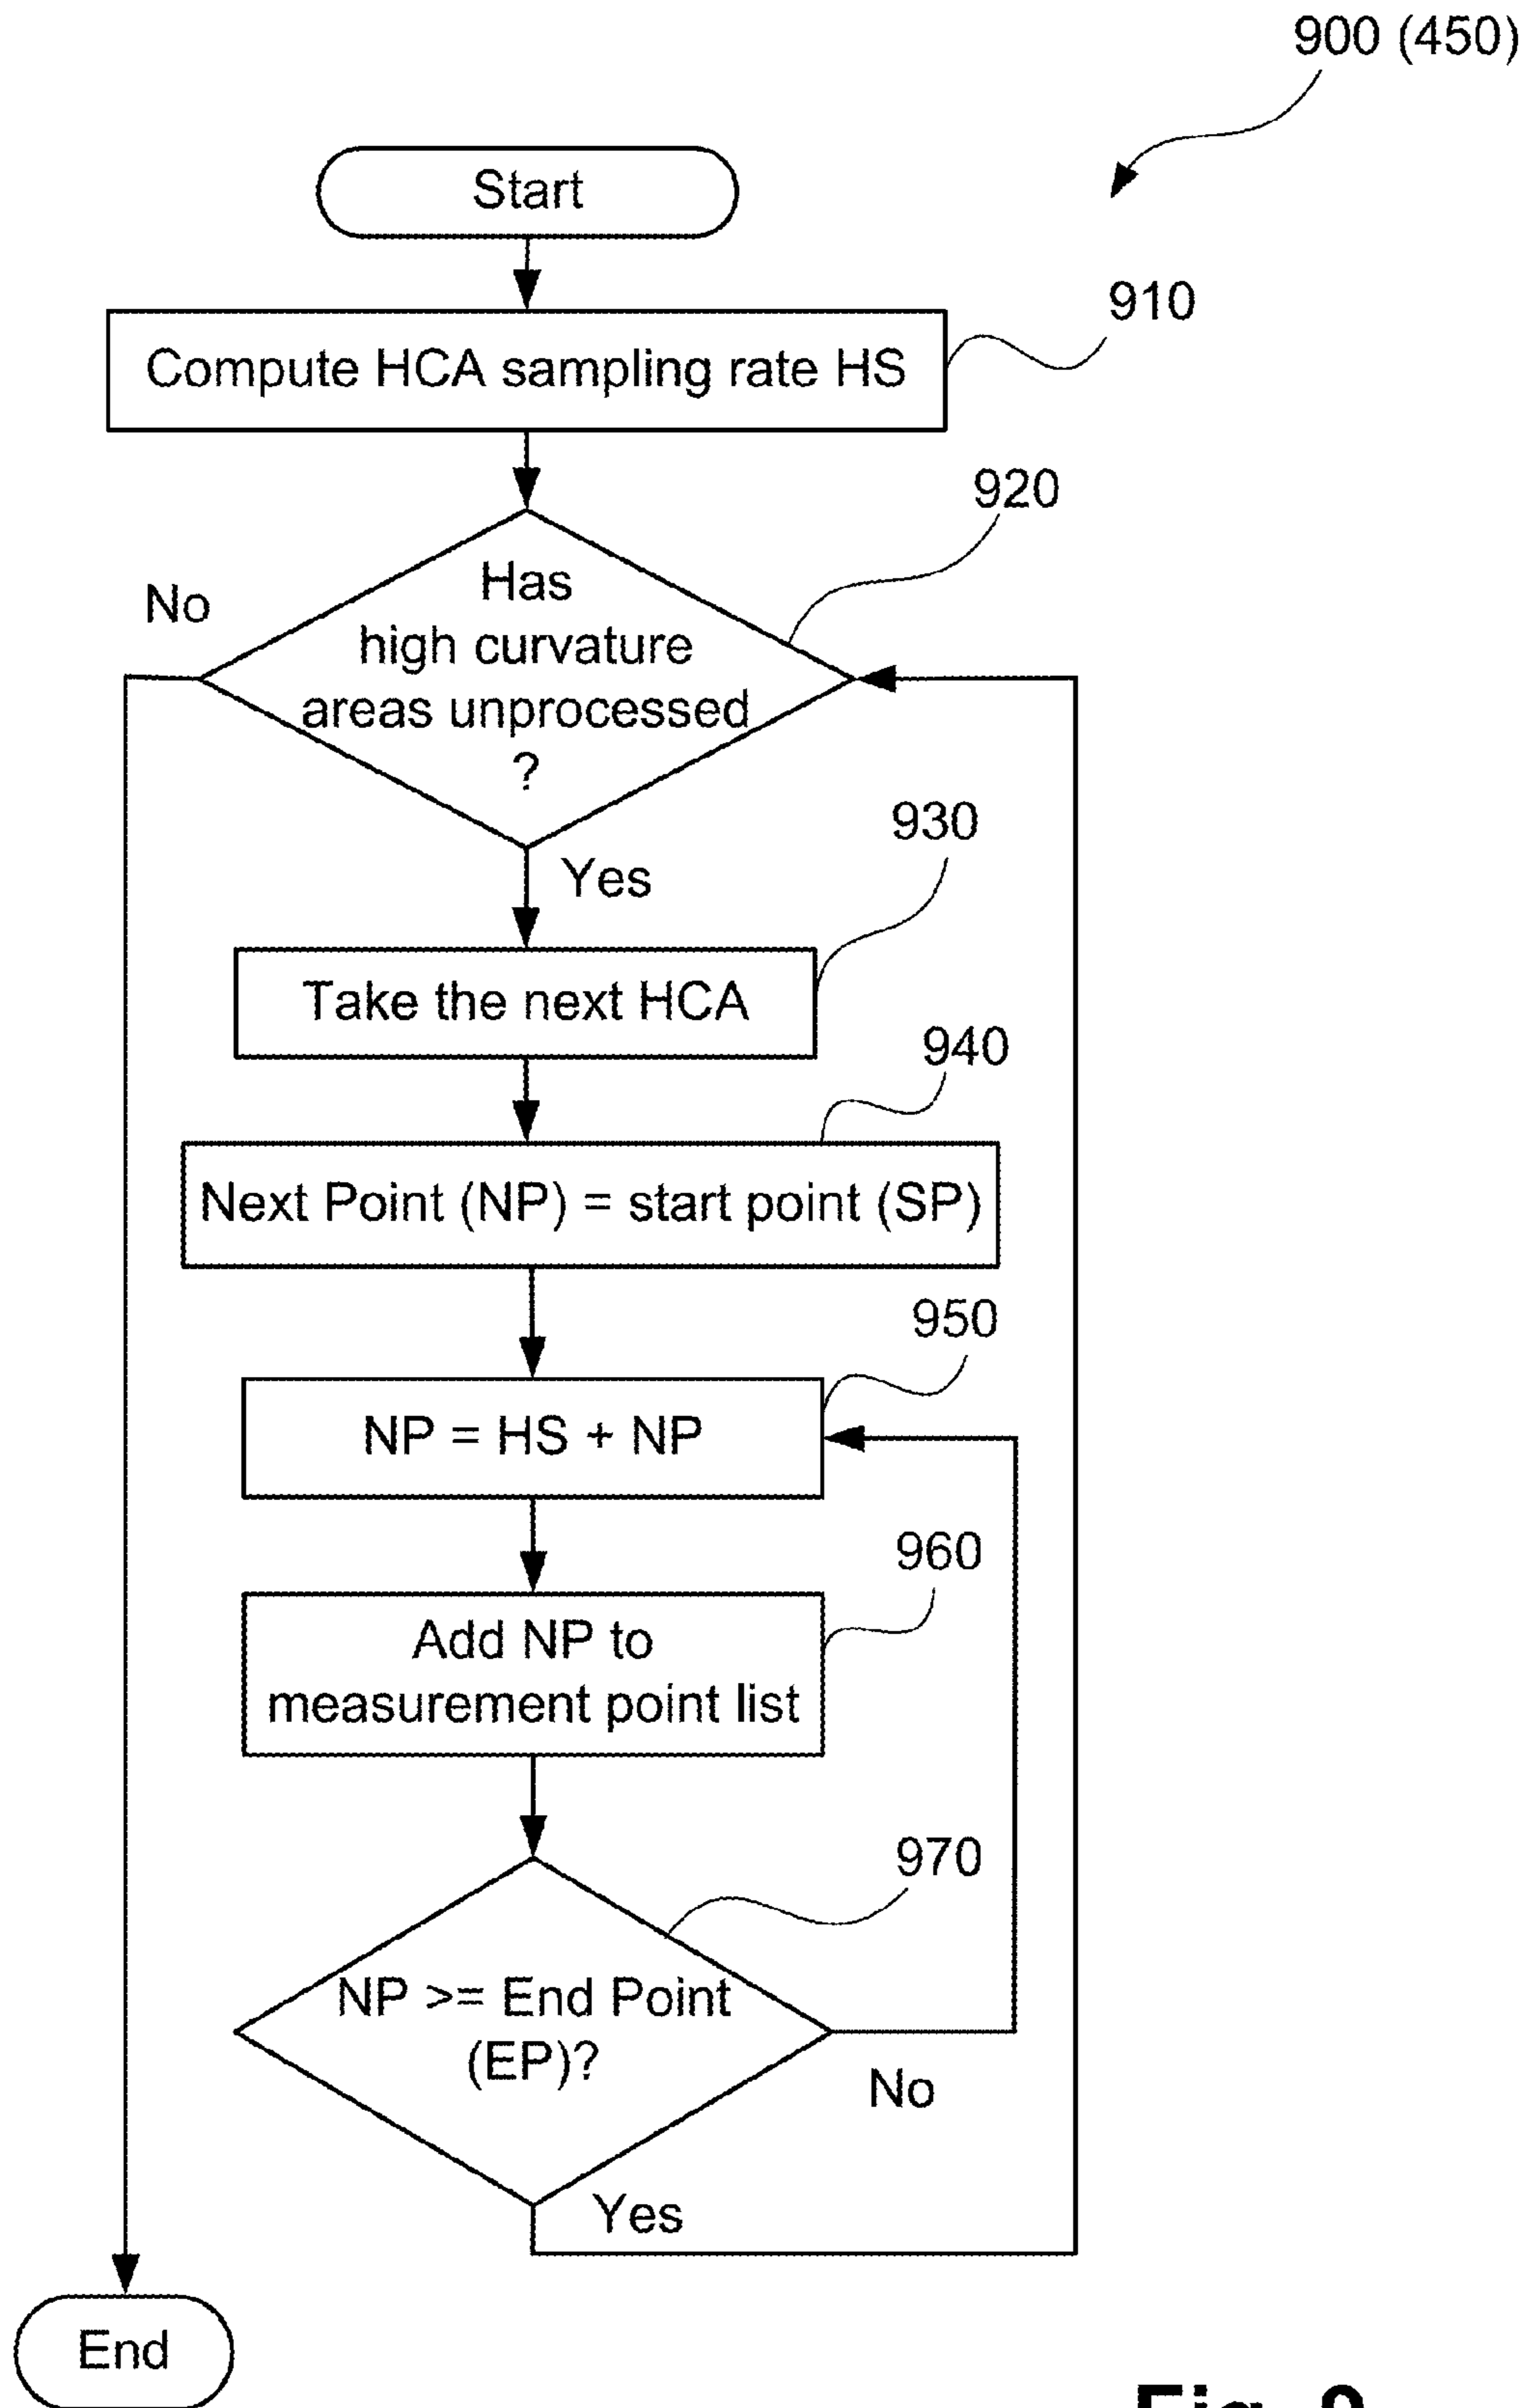 900 (450)
Start
910
Compute HCA sampling rate HS
920
No
Has
high curvature
areas unprocessed
?
930
Yes
Take the next HCA
940
Next Point (NP) = start point (SP)
950
NP = HS + NP
960
Add NP to
measurement point list
970
NP >= End Point
(EP)?
No
Yes
End
Fig. 9